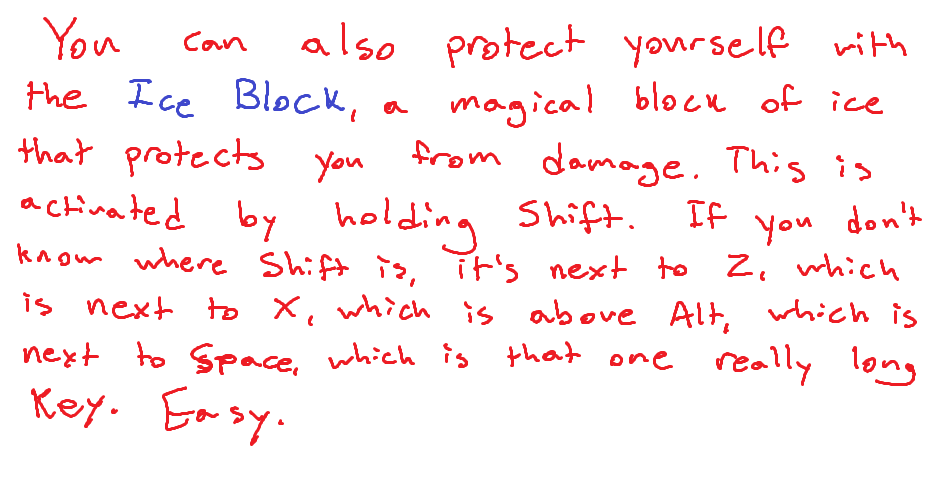 You can also protect yourself with
the Ice Block, a magical block of ice
that protects you from damage. This is
activated by holding Shift. If you don't
know where Shift is, it's next to Z, which
is next to X, which is above Alt, which is
next to Space, which is that one really long
Key. Easy.